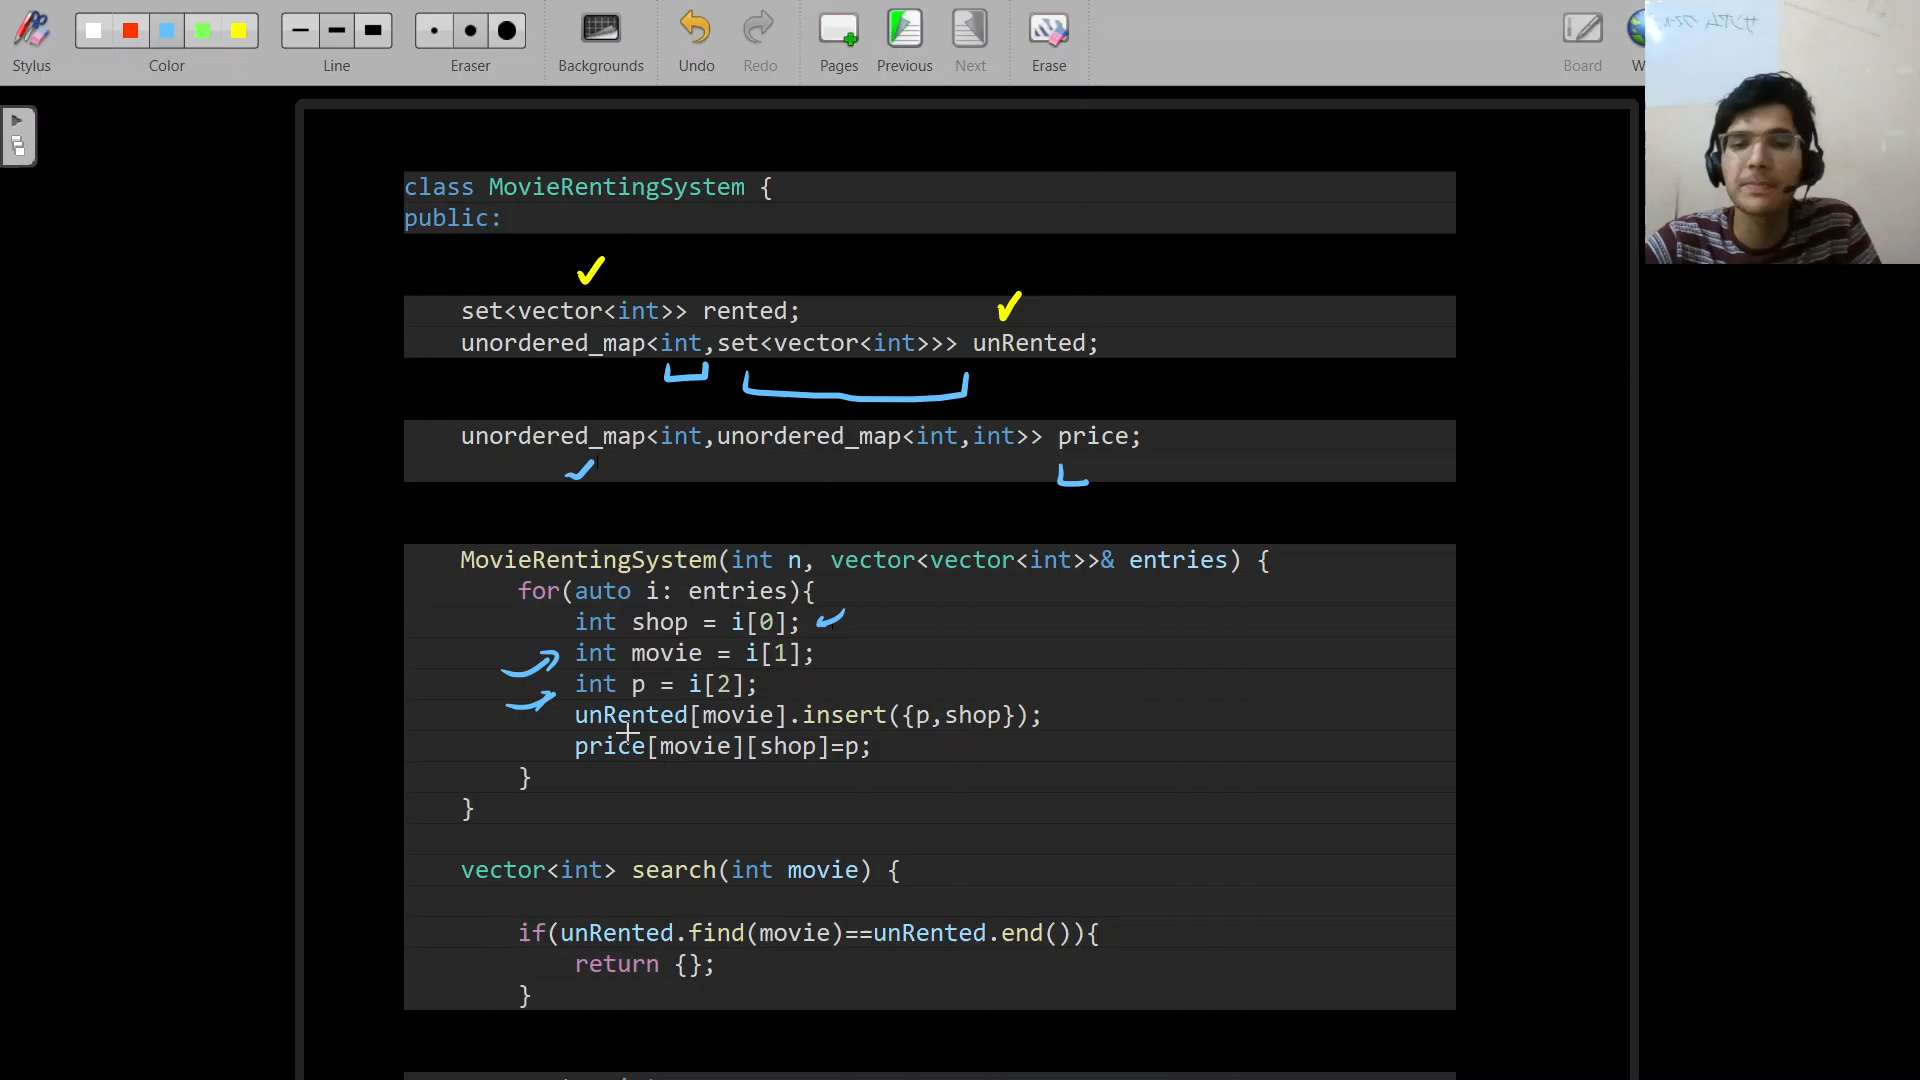 Stylus
Color
Line
Eraser
Backgrounds
Undo
Redo
Pages
Previous
Next
Erase
Board
W
class MovieRentingSystem {
public:
set<vector<int>> rented;
unordered_map<int,set<vector<int>>> unRented;
unordered_map<int,unordered_map<int,int>> price;
MovieRentingSystem(int n, vector<vector<int>>& entries) {
for(auto i: entries){
int shop = i[0];
int movie = i[1];
int p = i[2];
unRented[movie].insert({p,shop});
price[movie][shop]=p;
}
}
vector<int> search(int movie) {
if(unRented.find(movie)==unRented.end()){
return {};
}